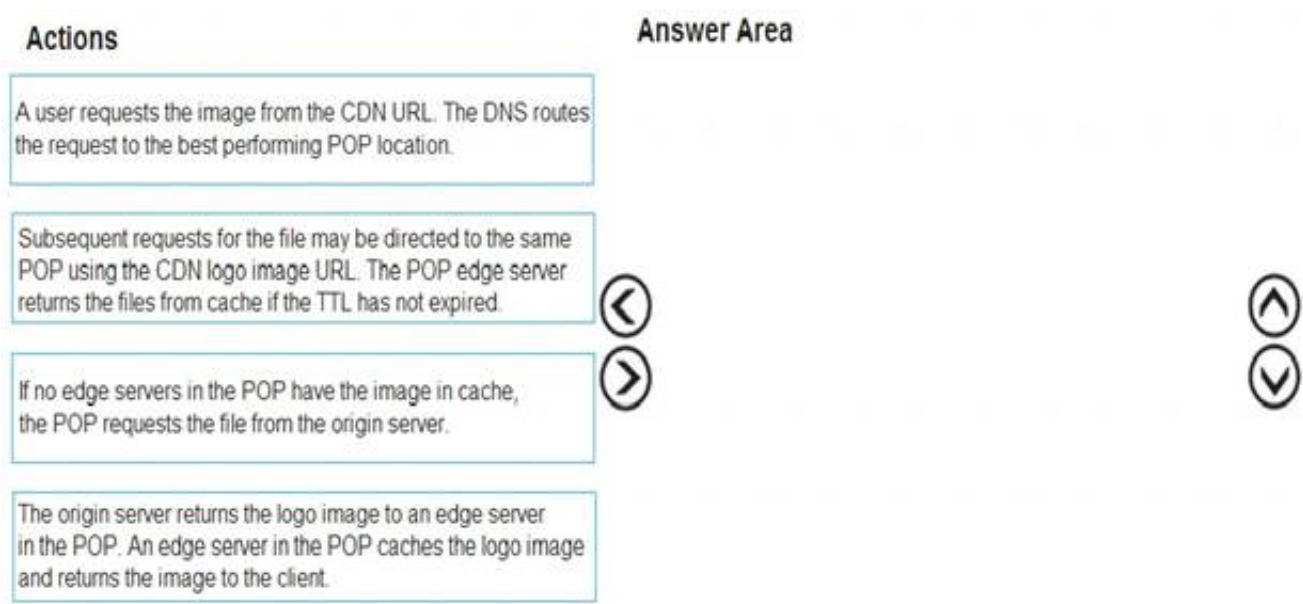 Actions
Answer Area
A user requests the image from the CDN URL. The DNS routes
the request to the best performing POP location.
Subsequent requests for the file may be directed to the same
POP using the CDN logo image URL. The POP edge server
returns the files from cache if the TTL has not expired.
If no edge servers in the POP have the image in cache,
the POP requests the file from the origin server.
The origin server returns the logo image to an edge server
in the POP. An edge server in the POP caches the logo image
and returns the image to the client.